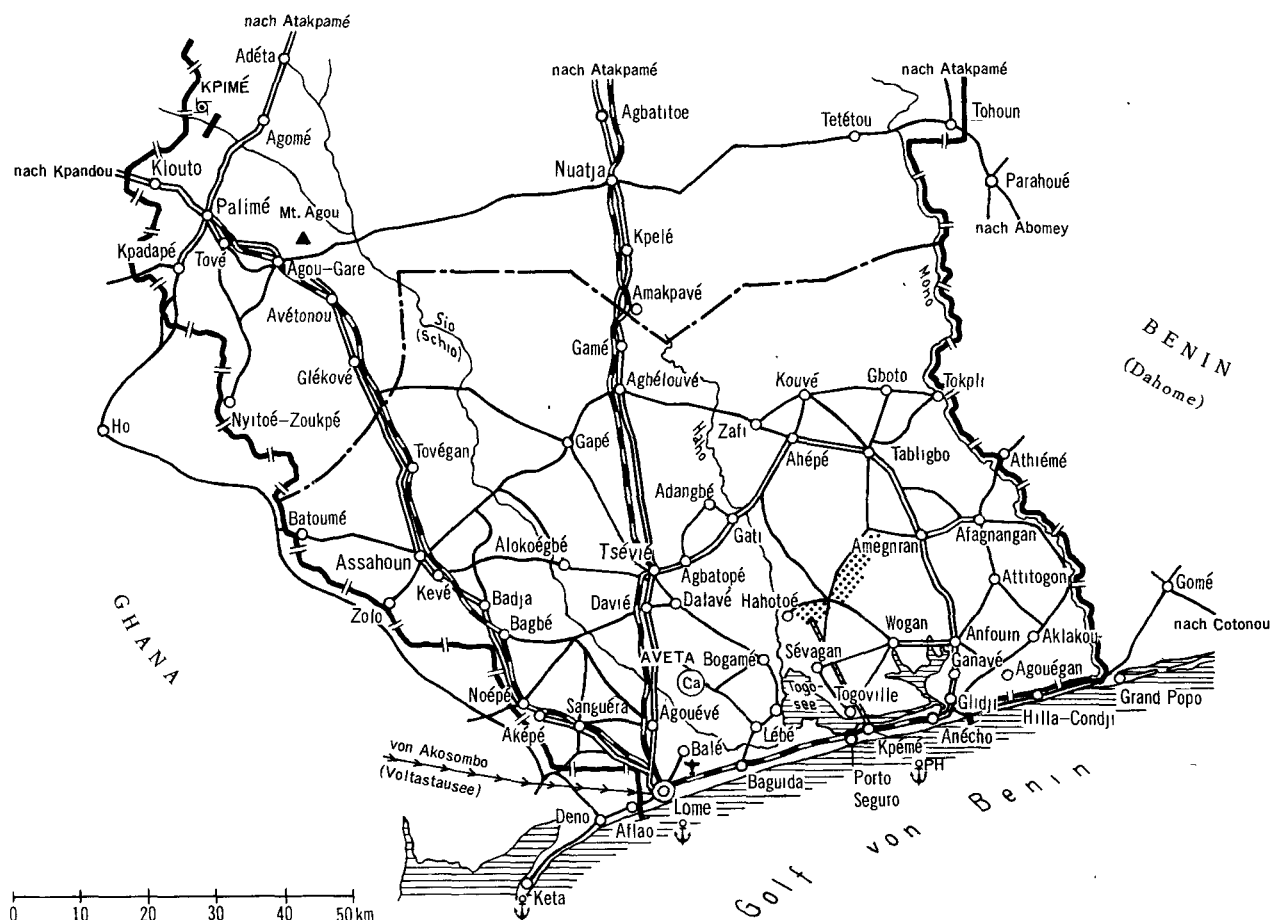 nach Atakpamé
Adéta
KPIMÉ
Agomé
nach Kpandou
Klouto
Palimé
Mt. Agou
Kpadapé
Tové
Agou-Gare
Avétonou
Sio
(Schio)
Glékové
Nyitoé-Zoukpé
Ho
Tovégan
Batoumé
Assahoun
Kevé
Zolo
Badja
Bagbé
Noépé
Aképé
Sanguéra
GHANA
von Akosombo
(Voltastausee)
Deno
Aflao
Keta
0 10 20 30 40 50 km
nach Atakpamé
Agbatitoe
Nuatja
Kpelé
Amakpavé
Gamé
Agbélouvé
Gapé
Alokoégbé
Tsévié
Davié
Dalavé
AVETA
Ca
Bogamé
Agouévé
Balé
Lébé
Lome
Baguida
Adangbé
Gati
Agbatopé
Haho
Zafi
Kouvé
Gboto
Tokpli
Ahépé
Tabligbo
Hahotoé
Amegnran
Afagnangan
Athiémé
Attitogon
Wogan
Anfouin
Aklakou
Ganavé
Agouégan
Sévagan
Togo-
see
Togoville
Glidji
Anécho
Hilla-Condji
Grand Popo
Kpémé
Porto
Seguro
PH
Gomé
nach Cotonou
nach Atakpamé
Tetétou
Tohoun
Parahoué
nach Abomey
Mono
BENIN
(Dahome)
Golf von Benin